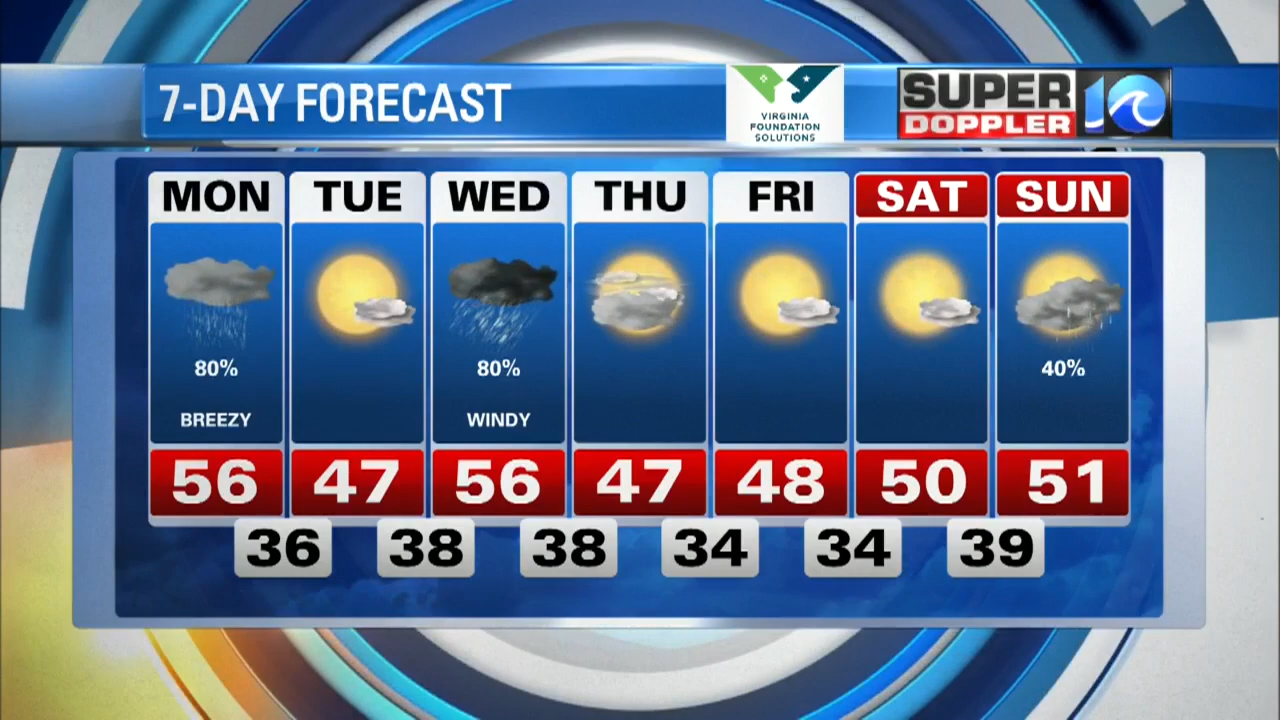 7-DAY FORECAST
VIRGINIA
FOUNDATION
SOLUTIONS
SUPER
DOPPLER
10
MON TUE WED THU FRI SAT SUN
80% 80% 40%
BREEZY WINDY
56 47 56 47 48 50 51
36 38 38 34 34 39